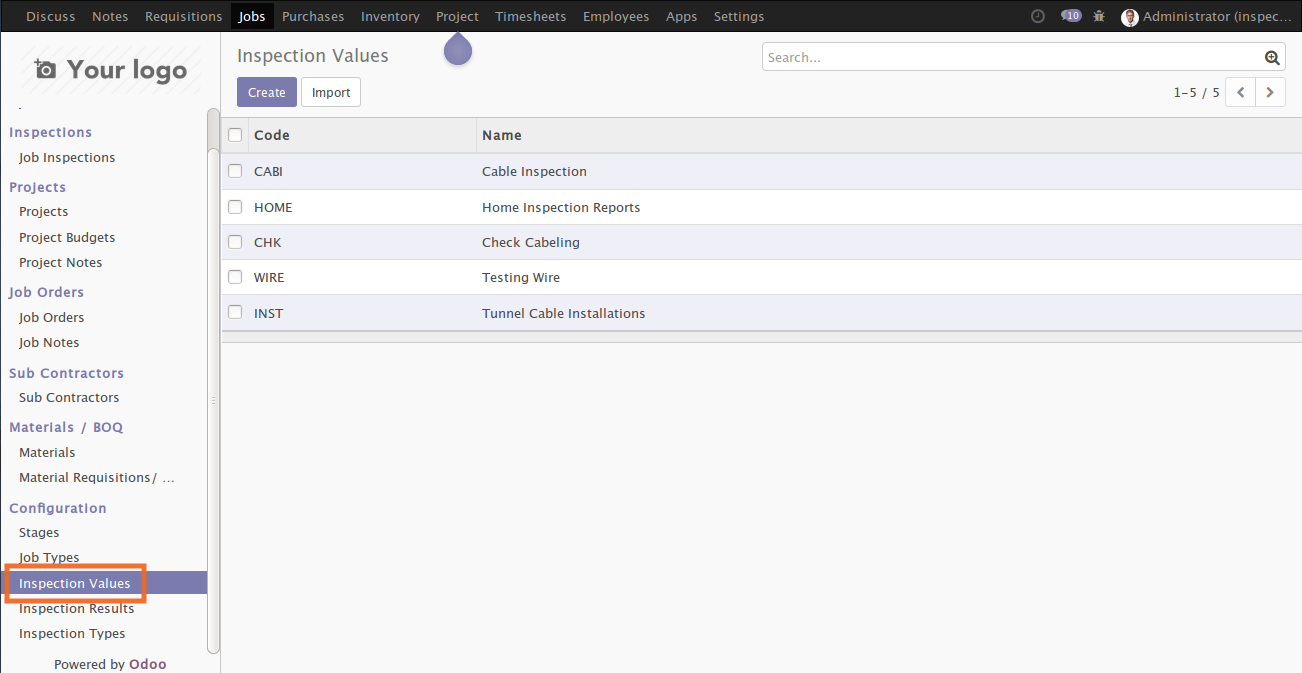 Discuss Notes Requisitions Jobs Purchases Inventory Project Timesheets Employees Apps Settings 10 Administrator (inspec...
Your logo
Inspections
Job Inspections
Projects
Projects
Project Budgets
Project Notes
Job Orders
Job Orders
Job Notes
Sub Contractors
Sub Contractors
Materials / BOQ
Materials
Material Requisitions/ ...
Configuration
Stages
Job Types
Inspection Values
Inspection Results
Inspection Types
Powered by Odoo
Inspection Values
Search...
Create Import
1-5 / 5
Code Name
CABI Cable Inspection
HOME Home Inspection Reports
CHK Check Cabeling
WIRE Testing Wire
INST Tunnel Cable Installations